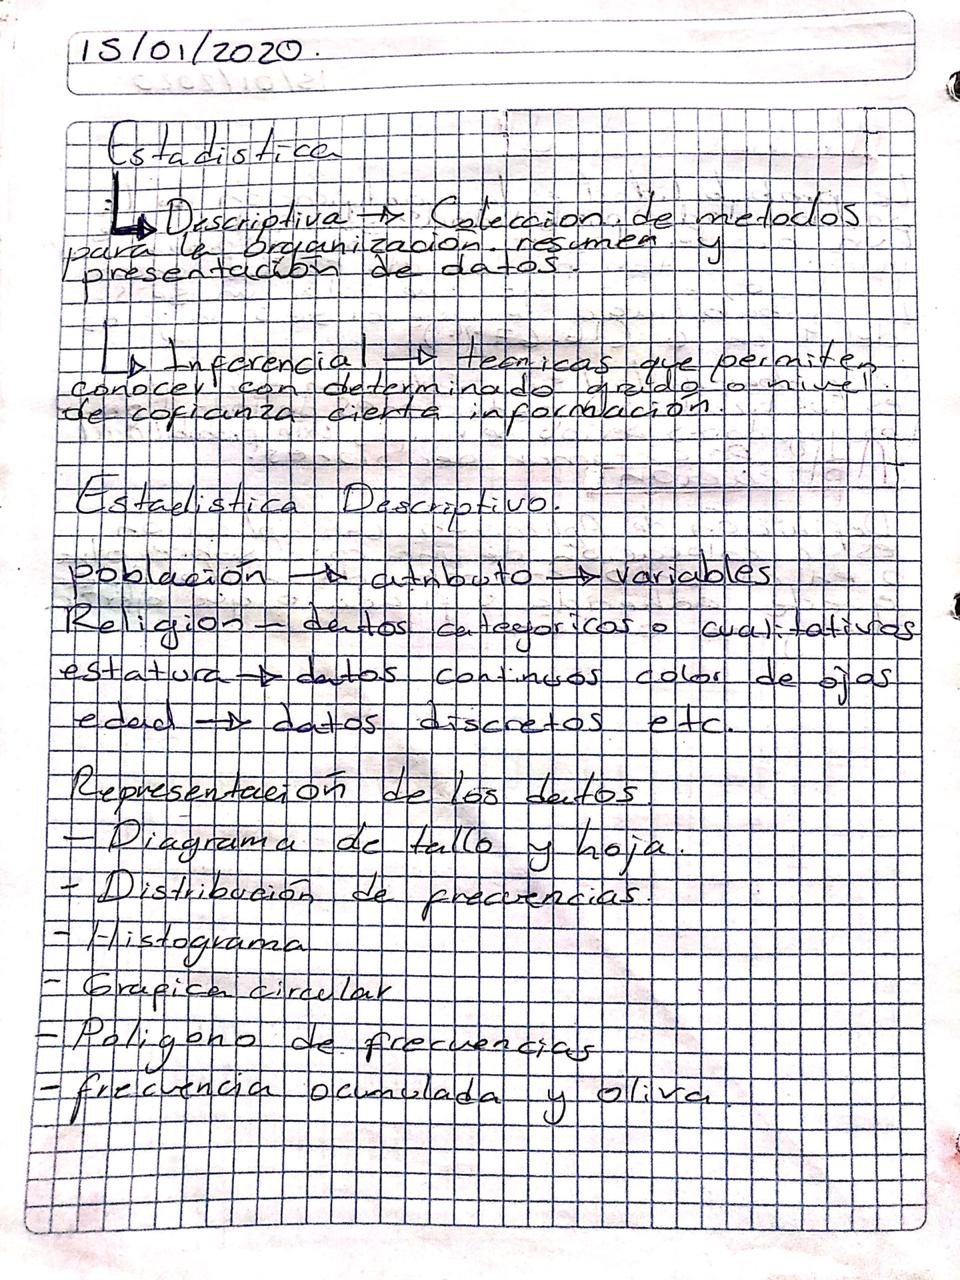 15/01/2020.
Estadistica
Descriptiva → Coleccion de metodos
para la organización. resumen y
presentación de datos.
Inferencial → tecnicas que permiten
conocer con determinado grado o nivel
de cofianza cierta información.
Estadistica Descriptivo.
población → atributo → variables
Religion - datos categoricos o cualitativos
estatura → datos continuos color de ojos
edad → datos discretos etc.
Representación de los datos
- Diagrama de tallo y hoja.
- Distribución de frecuencias.
- Histograma
- Grafica circular
- Poligono de frecuencias
- frecuencia acumulada y oliva